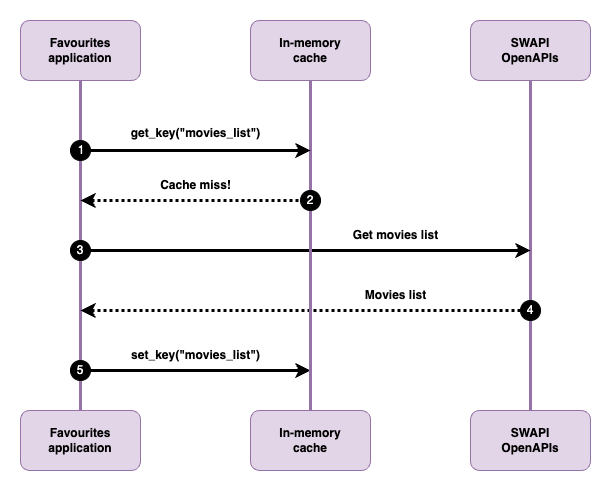 Favourites
application
In-memory
cache
SWAPI
OpenAPIs
get_key("movies_list")
1
Cache miss!
2
Get movies list
3
Movies list
4
set_key("movies_list")
5
Favourites
application
In-memory
cache
SWAPI
OpenAPIs